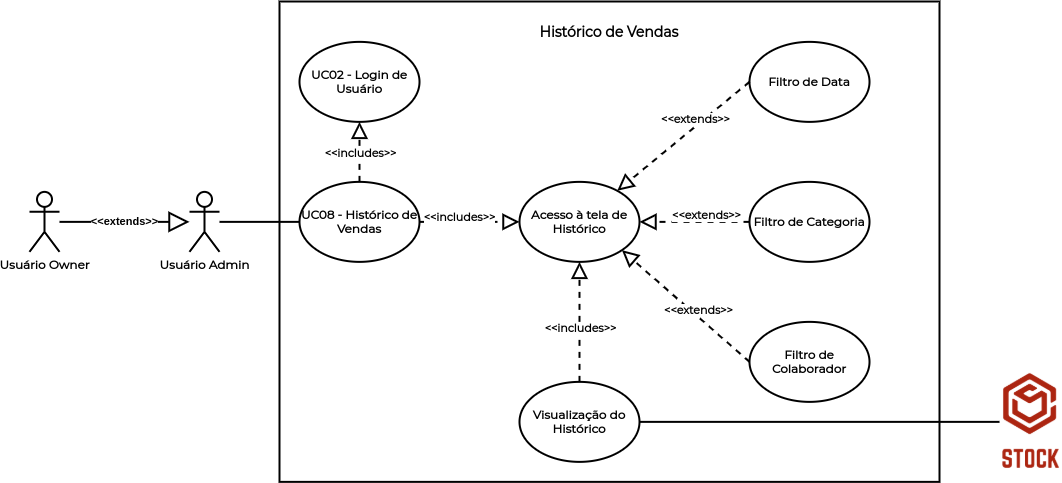 Histórico de Vendas
UC02 - Login de
Usuário
Filtro de Data
<<extends>>
<<includes>>
UC08 - Histórico de
Vendas
<<includes>>
Acesso à tela de
Histórico
<<extends>>
Filtro de Categoria
<<extends>>
Usuário Owner
Usuário Admin
<<extends>>
<<includes>>
Filtro de
Colaborador
Visualização do
Histórico
STOCK